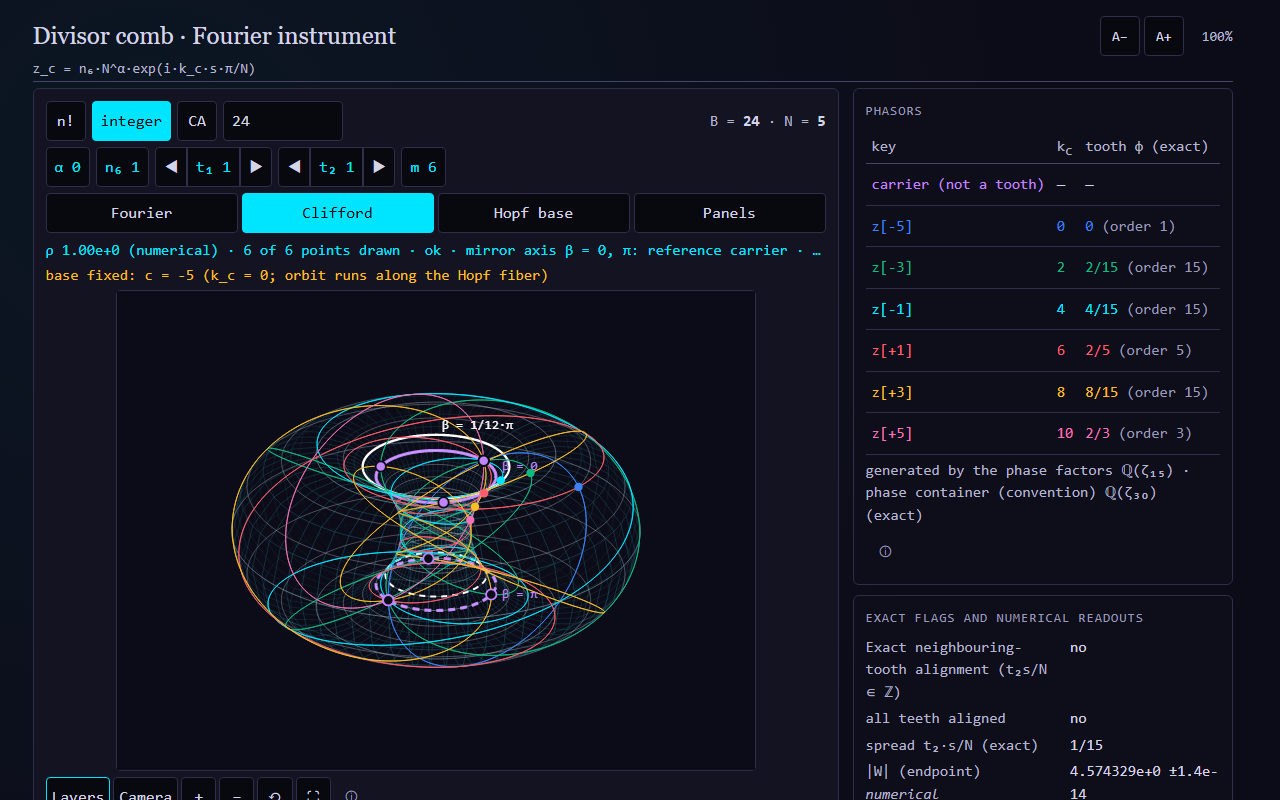 Divisor comb · Fourier instrument
A− A+ 100%
z_c = n₆·N^α·exp(i·k_c·s·π/N)
n! integer CA 24 B = 24 · N = 5
α 0 n₆ 1 ◀ t₁ 1 ▶ ◀ t₂ 1 ▶ m 6
Fourier Clifford Hopf base Panels
ρ 1.00e+0 (numerical) · 6 of 6 points drawn · ok · mirror axis β = 0, π: reference carrier · …
base fixed: c = -5 (k_c = 0; orbit runs along the Hopf fiber)
β = 1/12·π
β = 0
β = π
Layers Camera + − ⟲ ⛶ ⓘ
PHASORS
key k_C tooth ϕ (exact)
carrier (not a tooth) — —
z[-5] 0 0 (order 1)
z[-3] 2 2/15 (order 15)
z[-1] 4 4/15 (order 15)
z[+1] 6 2/5 (order 5)
z[+3] 8 8/15 (order 15)
z[+5] 10 2/3 (order 3)
generated by the phase factors ℚ(ζ₁₅) ·
phase container (convention) ℚ(ζ₃₀)
(exact)
ⓘ
EXACT FLAGS AND NUMERICAL READOUTS
Exact neighbouring- no
tooth alignment (t₂s/N
∈ ℤ)
all teeth aligned no
spread t₂·s/N (exact) 1/15
|W| (endpoint) 4.574329e+0 ±1.4e-
numerical 14